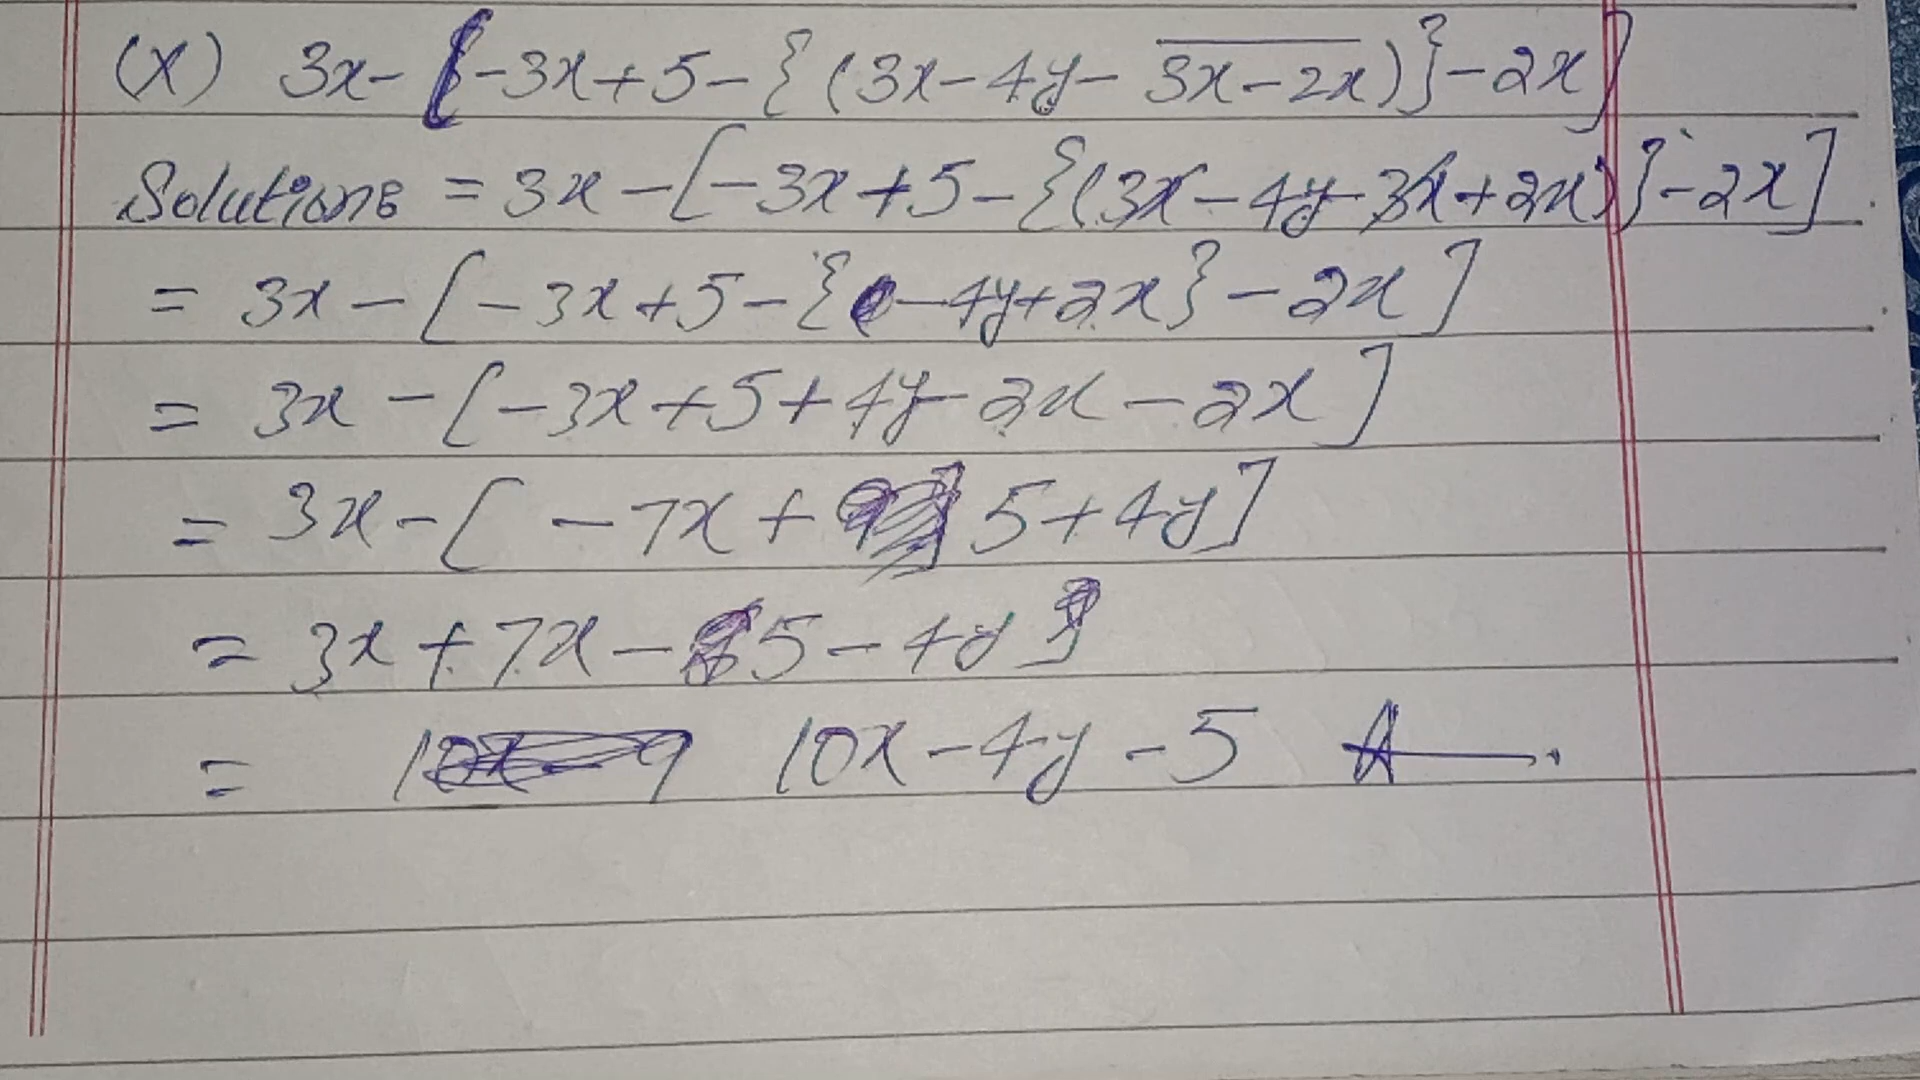 (X) 3x-[-3x+5-{(3x-4y-3x-2x)}-2x]
Solutions = 3x-[-3x+5-{(3x-4y-3x+2x)}-2x]
= 3x-[-3x+5-{-4y+2x}-2x]
= 3x-[-3x+5+4y-2x-2x]
= 3x-[-7x+5+4y]
= 3x+7x-5-4y
= 10x-4y-5 A